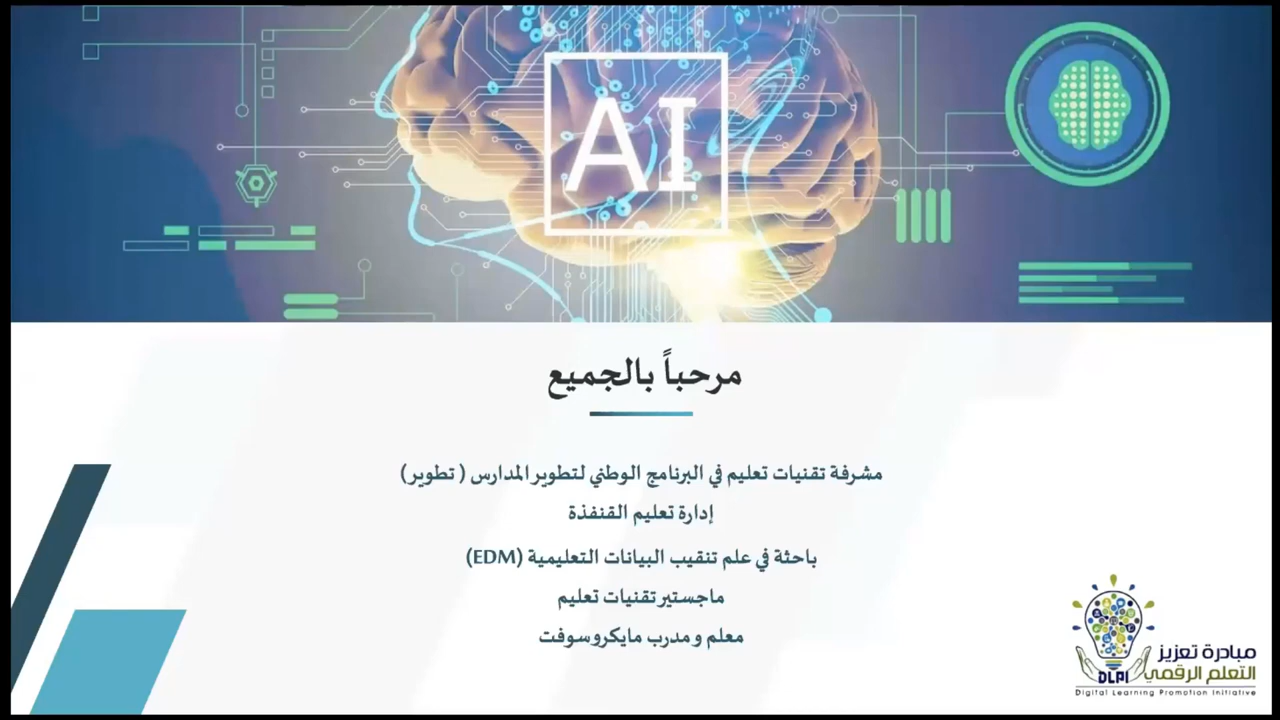 AI
مرحباً بالجميع
مشرفة تقنيات تعليم في البرنامج الوطني لتطوير المدارس ( تطوير)
إدارة تعليم القنفذة
باحثة في علم تنقيب البيانات التعليمية (EDM)
ماجستير تقنيات تعليم
معلم ومدرب مايكروسوفت
مبادرة تعزيز
التعلم الرقمي
DLPI
Digital Learning Promotion Initiative